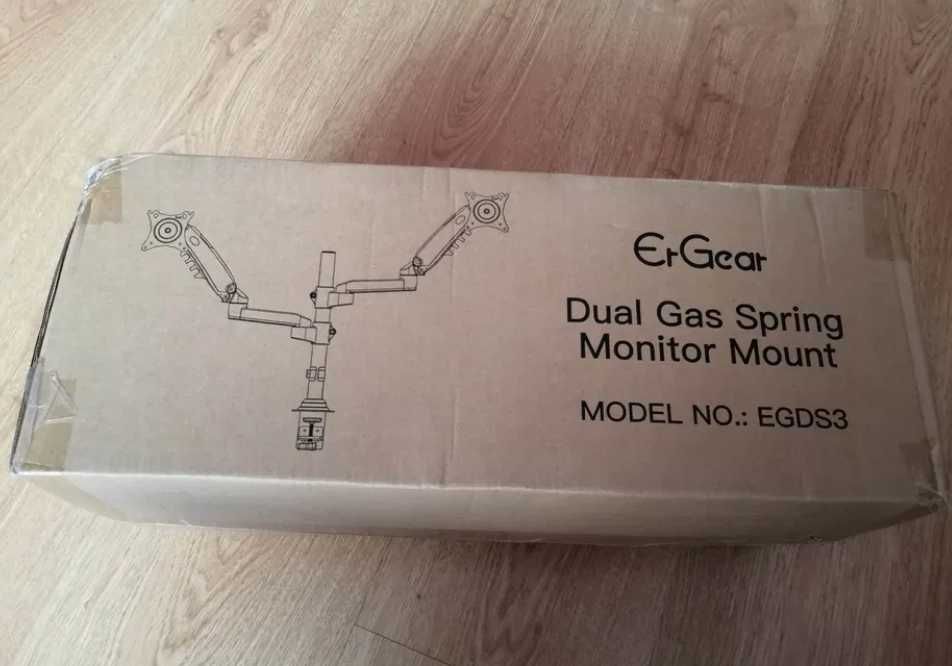 ErGear
Dual Gas Spring
Monitor Mount
MODEL NO.: EGDS3